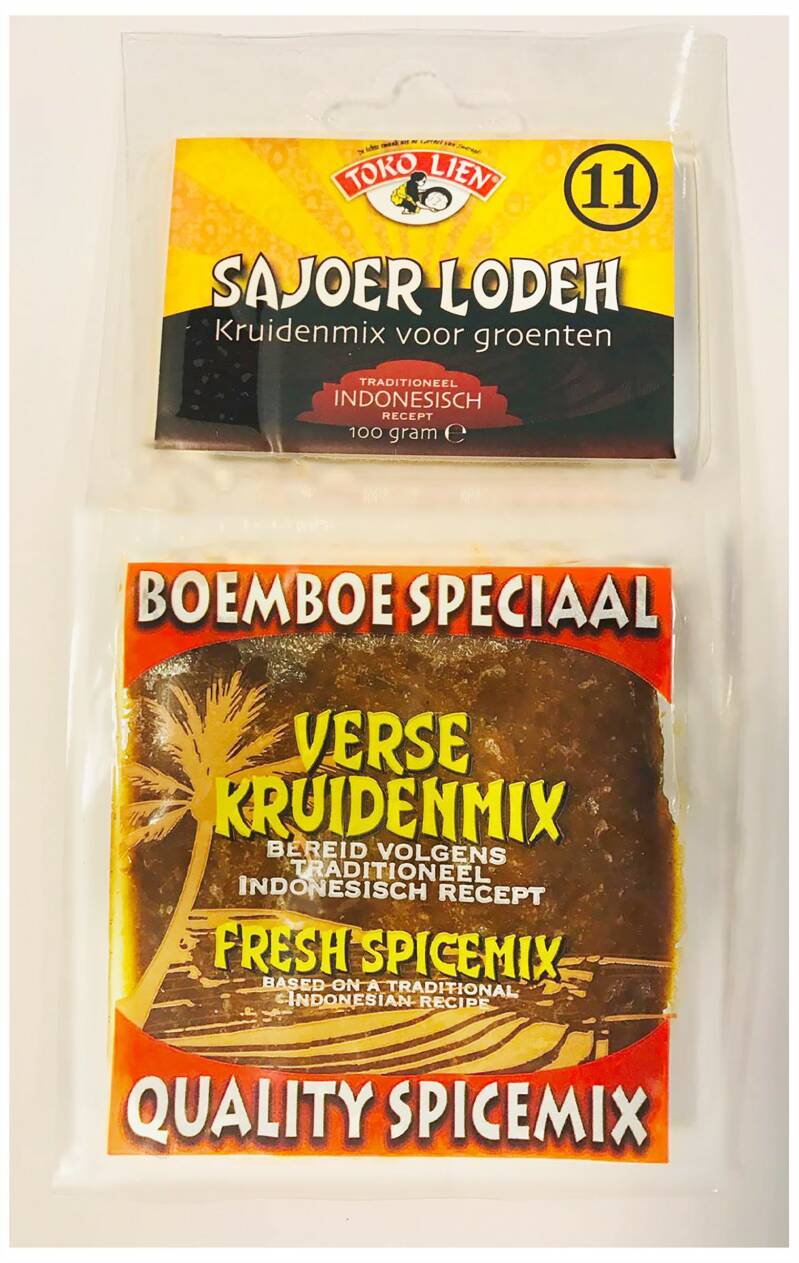 TOKO LIEN®
11
SAJOER LODEH
Kruidenmix voor groenten
TRADITIONEEL
INDONESISCH
RECEPT
100 gram ℮
BOEMBOE SPECIAAL
VERSE
KRUIDENMIX
BEREID VOLGENS
TRADITIONEEL
INDONESISCH RECEPT
FRESH SPICEMIX
BASED ON A TRADITIONAL
INDONESIAN RECIPE
QUALITY SPICEMIX